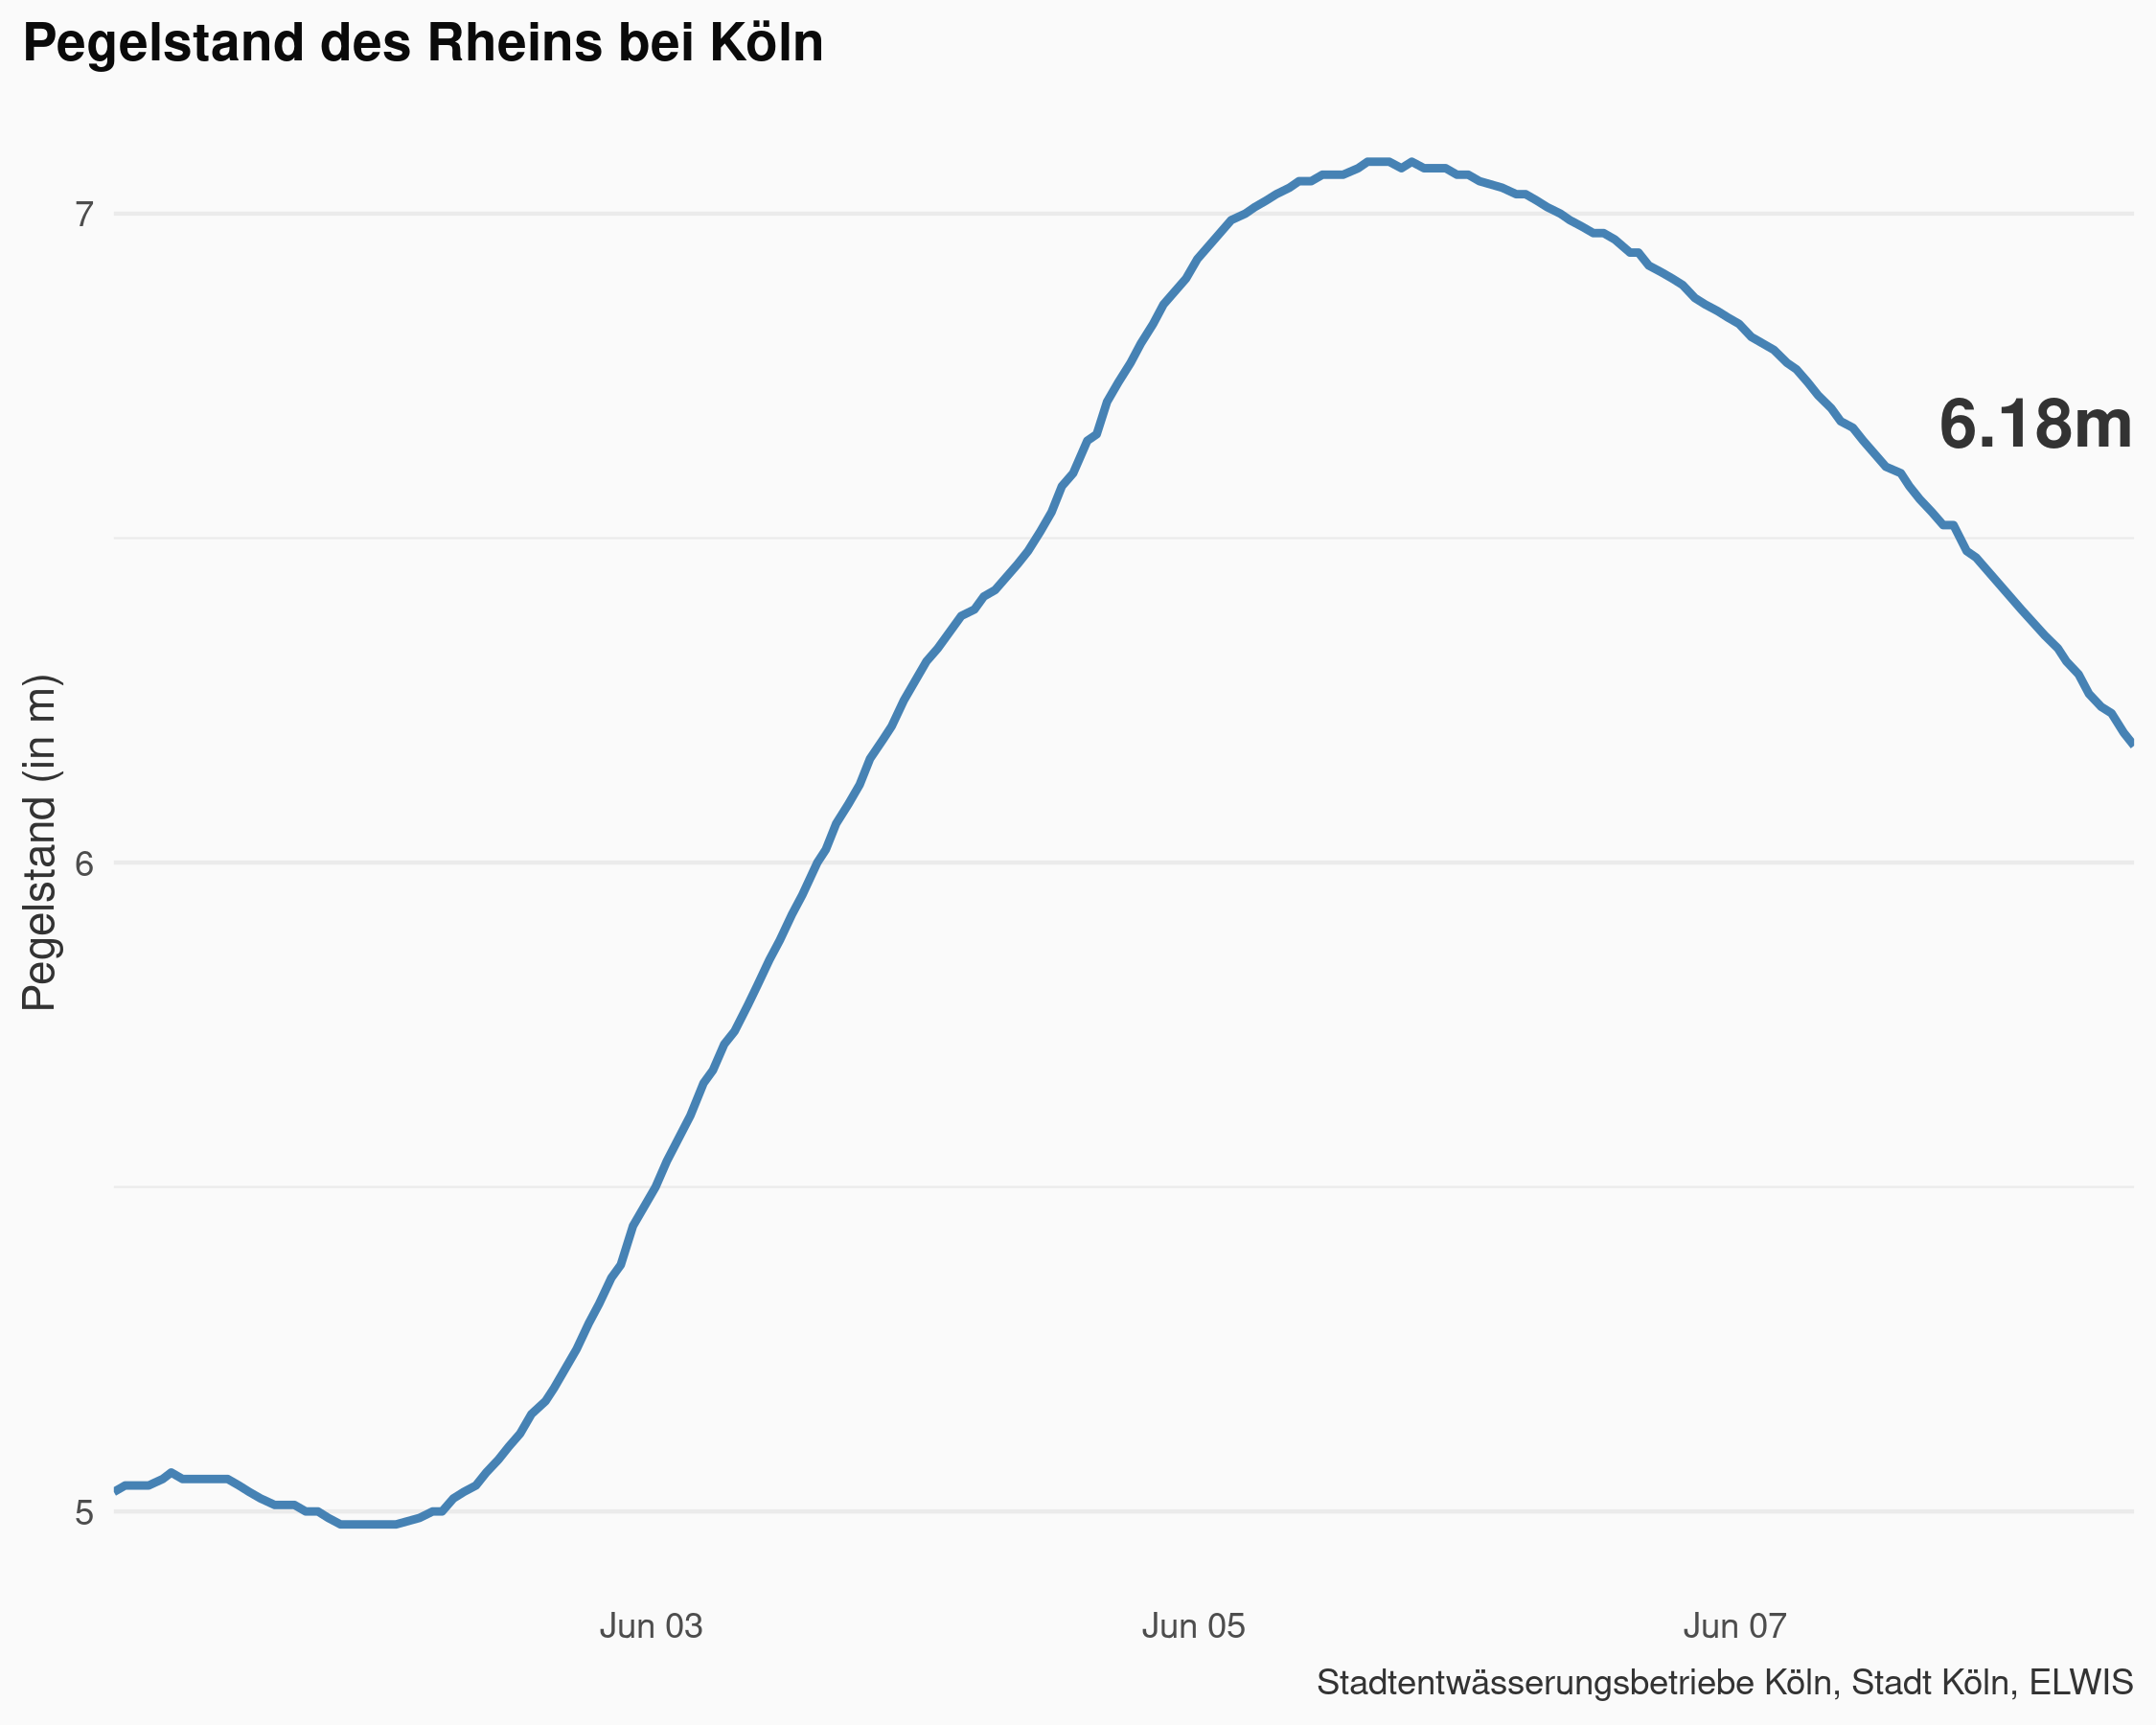 Pegelstand des Rheins bei Köln
Pegelstand (in m)
7
6
5
6.18m
Jun 03
Jun 05
Jun 07
Stadtentwässerungsbetriebe Köln, Stadt Köln, ELWIS